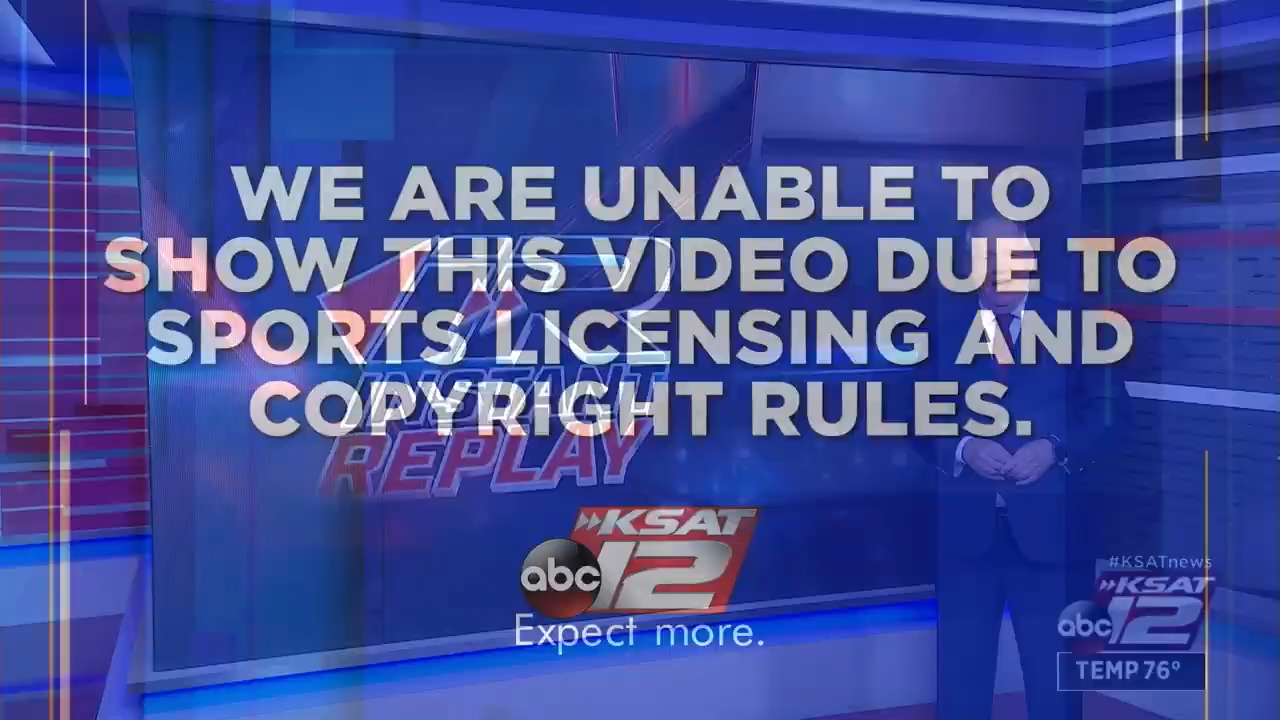 WE ARE UNABLE TO
SHOW THIS VIDEO DUE TO
SPORTS LICENSING AND
COPYRIGHT RULES.
12
INSTANT
REPLAY
KSAT
abc 12
Expect more.
#KSATnews
KSAT
abc 12
TEMP 76°